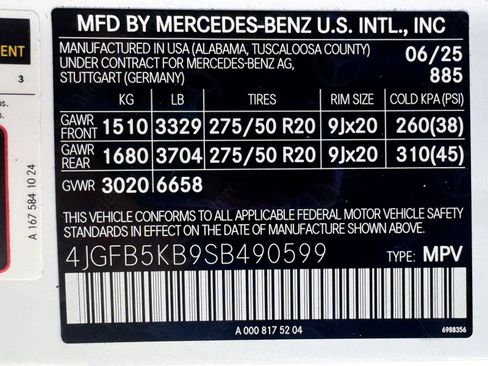 MFD BY MERCEDES-BENZ U.S. INTL., INC
MANUFACTURED IN USA (ALABAMA, TUSCALOOSA COUNTY)
UNDER CONTRACT FOR MERCEDES-BENZ AG,
STUTTGART (GERMANY)
06/25
885
KG LB TIRES RIM SIZE COLD KPA (PSI)
GAWR FRONT 1510 3329 275/50 R20 9Jx20 260(38)
GAWR REAR 1680 3704 275/50 R20 9Jx20 310(45)
GVWR 3020 6658
THIS VEHICLE CONFORMS TO ALL APPLICABLE FEDERAL MOTOR VEHICLE SAFETY
STANDARDS IN EFFECT ON THE DATE OF MANUFACTURE SHOWN ABOVE.
4JGFB5KB9SB490599 TYPE: MPV
A 000 817 52 04
6988356
3
A 167 584 10 24